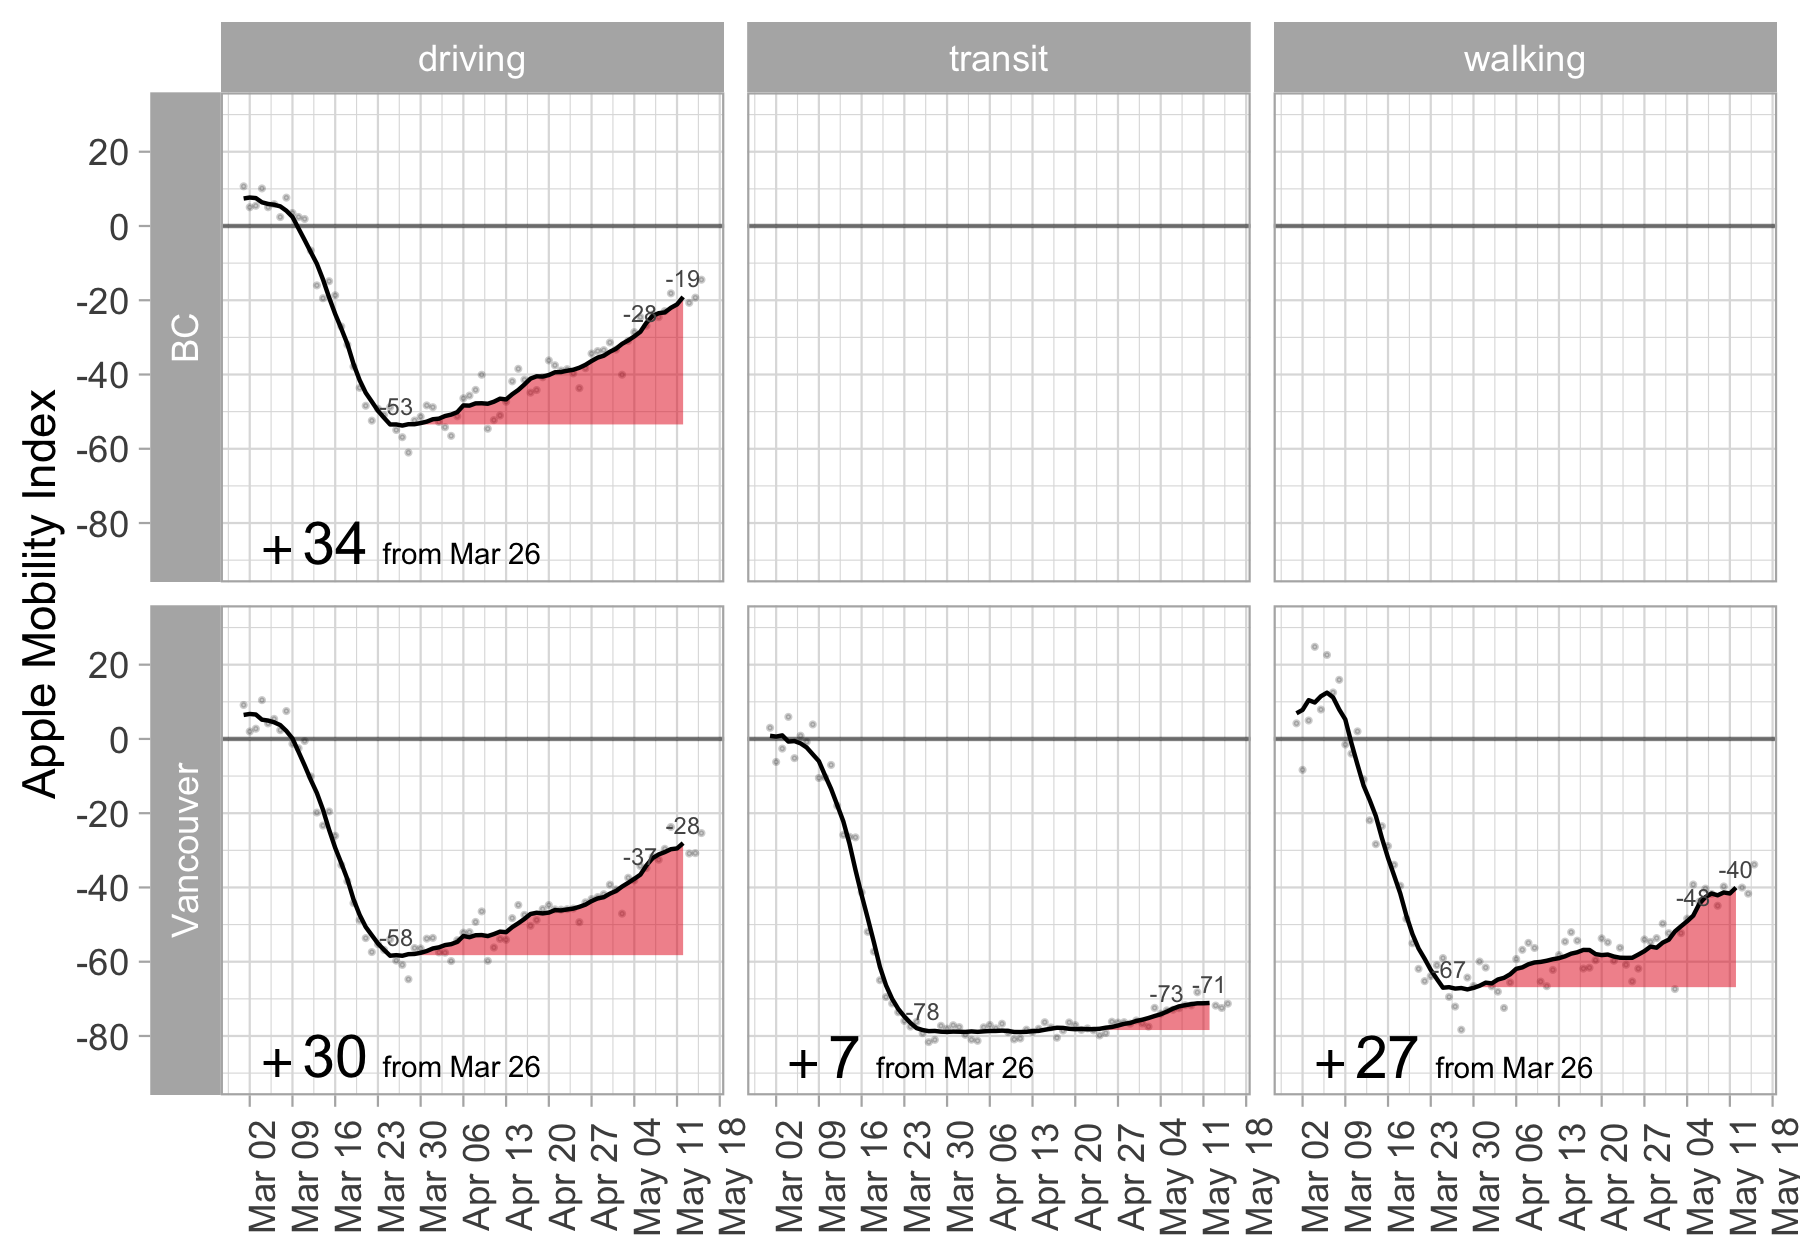 driving
transit
walking
Apple Mobility Index
BC
20
0
-20
-40
-60
-80
-53
-28
-19
+34 from Mar 26
Vancouver
20
0
-20
-40
-60
-80
-58
-37
-28
+30 from Mar 26
-78
-73
-71
+7 from Mar 26
-67
-48
-40
+27 from Mar 26
Mar 02
Mar 09
Mar 16
Mar 23
Mar 30
Apr 06
Apr 13
Apr 20
Apr 27
May 04
May 11
May 18
Mar 02
Mar 09
Mar 16
Mar 23
Mar 30
Apr 06
Apr 13
Apr 20
Apr 27
May 04
May 11
May 18
Mar 02
Mar 09
Mar 16
Mar 23
Mar 30
Apr 06
Apr 13
Apr 20
Apr 27
May 04
May 11
May 18